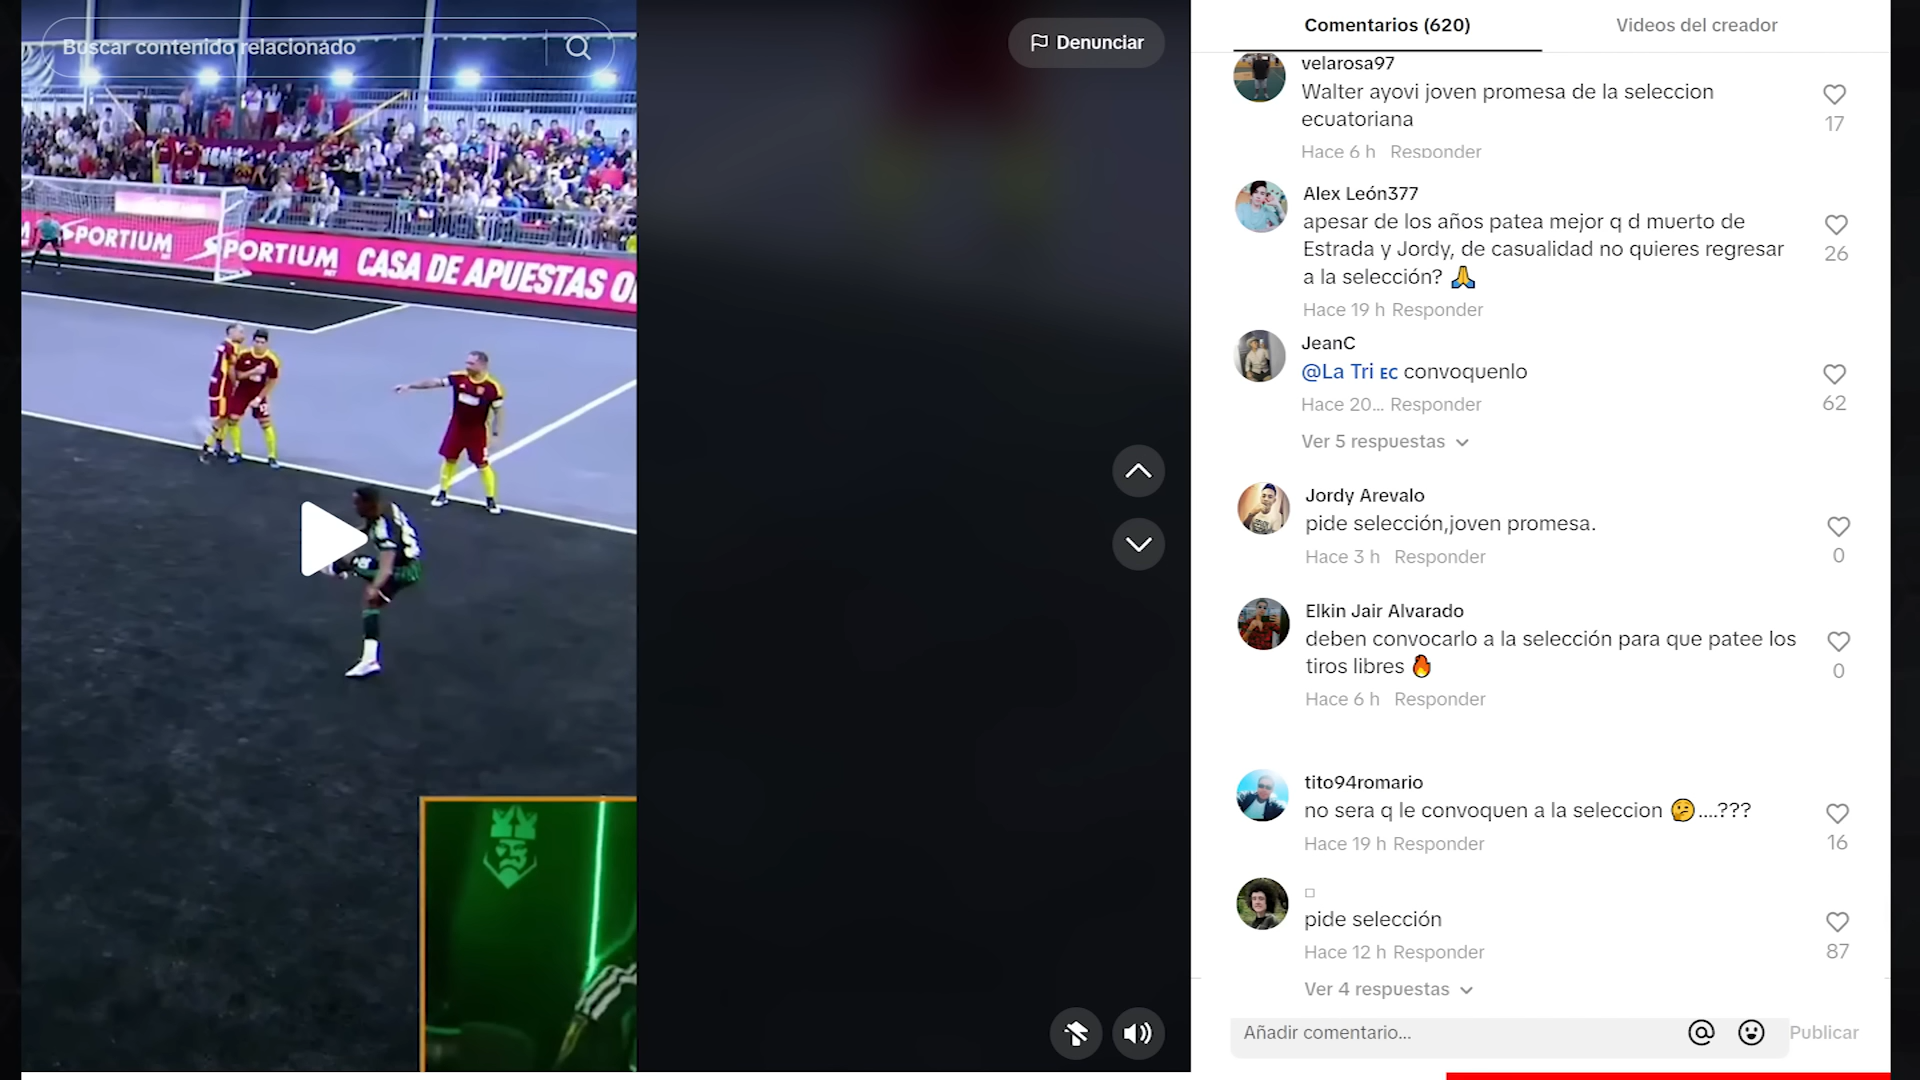 Buscar contenido relacionado
Denunciar
SPORTIUM
SPORTIUM
CASA DE APUESTAS
Comentarios (620)
Videos del creador
velarosa97
Walter ayovi joven promesa de la seleccion
ecuatoriana
17
Hace 6 h Responder
Alex León377
apesar de los años patea mejor q d muerto de
Estrada y Jordy, de casualidad no quieres regresar
a la selección? 🙏
26
Hace 19 h Responder
JeanC
@La Tri EC convoquenlo
62
Hace 20... Responder
Ver 5 respuestas
Jordy Arevalo
pide selección,joven promesa.
0
Hace 3 h Responder
Elkin Jair Alvarado
deben convocarlo a la selección para que patee los
tiros libres 🔥
0
Hace 6 h Responder
tito94romario
no sera q le convoquen a la seleccion 🤔....???
16
Hace 19 h Responder
pide selección
87
Hace 12 h Responder
Ver 4 respuestas
Añadir comentario...
Publicar